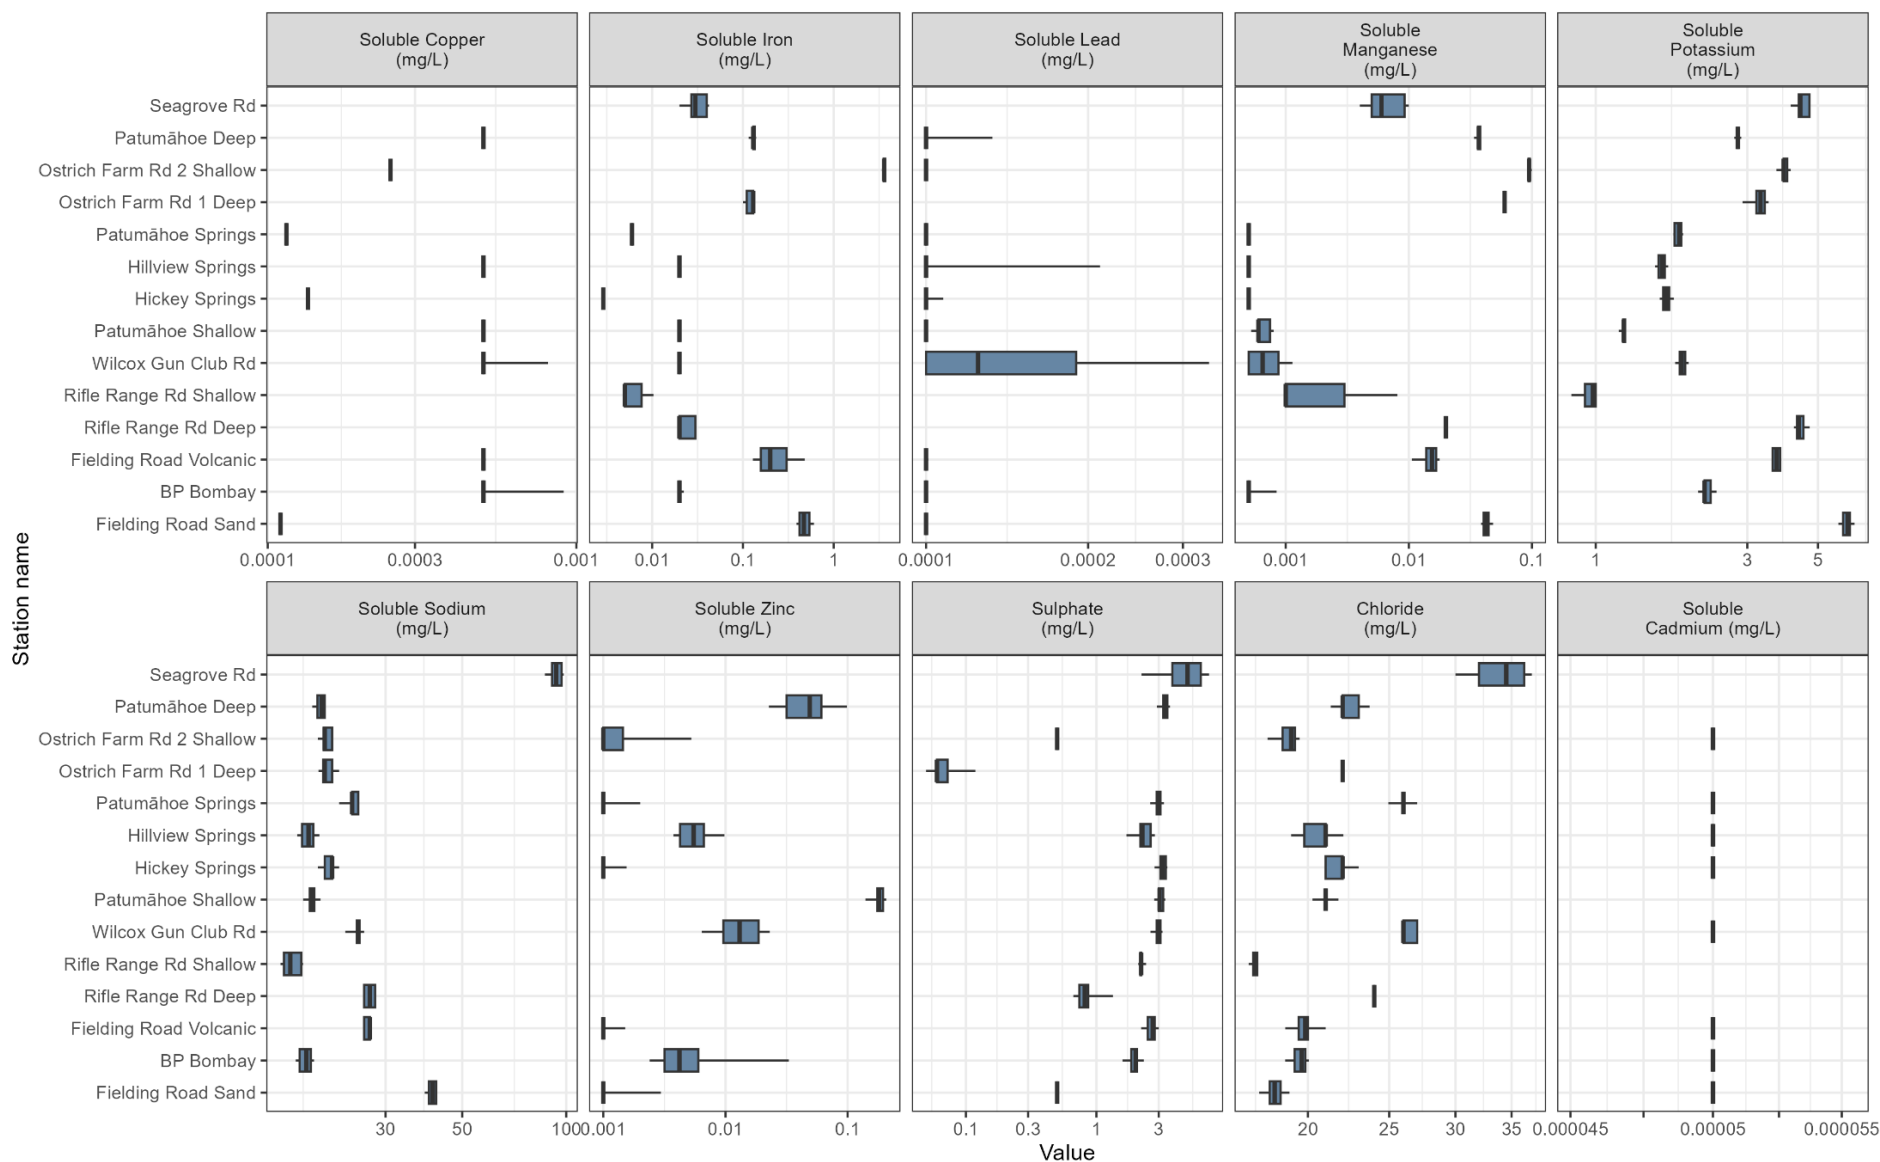 Soluble Copper
(mg/L)
Soluble Iron
(mg/L)
Soluble Lead
(mg/L)
Soluble
Manganese
(mg/L)
Soluble
Potassium
(mg/L)
Seagrove Rd
Patumāhoe Deep
Ostrich Farm Rd 2 Shallow
Ostrich Farm Rd 1 Deep
Patumāhoe Springs
Hillview Springs
Hickey Springs
Patumāhoe Shallow
Wilcox Gun Club Rd
Rifle Range Rd Shallow
Rifle Range Rd Deep
Fielding Road Volcanic
BP Bombay
Fielding Road Sand
0.0001 0.0003 0.001
0.01 0.1 1
0.0001 0.0002 0.0003
0.001 0.01 0.1
1 3 5
Station name
Soluble Sodium
(mg/L)
Soluble Zinc
(mg/L)
Sulphate
(mg/L)
Chloride
(mg/L)
Soluble
Cadmium (mg/L)
Seagrove Rd
Patumāhoe Deep
Ostrich Farm Rd 2 Shallow
Ostrich Farm Rd 1 Deep
Patumāhoe Springs
Hillview Springs
Hickey Springs
Patumāhoe Shallow
Wilcox Gun Club Rd
Rifle Range Rd Shallow
Rifle Range Rd Deep
Fielding Road Volcanic
BP Bombay
Fielding Road Sand
30 50 100
0.001 0.01 0.1
0.1 0.3 1 3
20 25 30 35
0.000045 0.00005 0.000055
Value